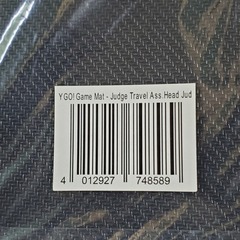 YGO! Game Mat - Judge Travel Ass.Head Jud
4 012927 748589